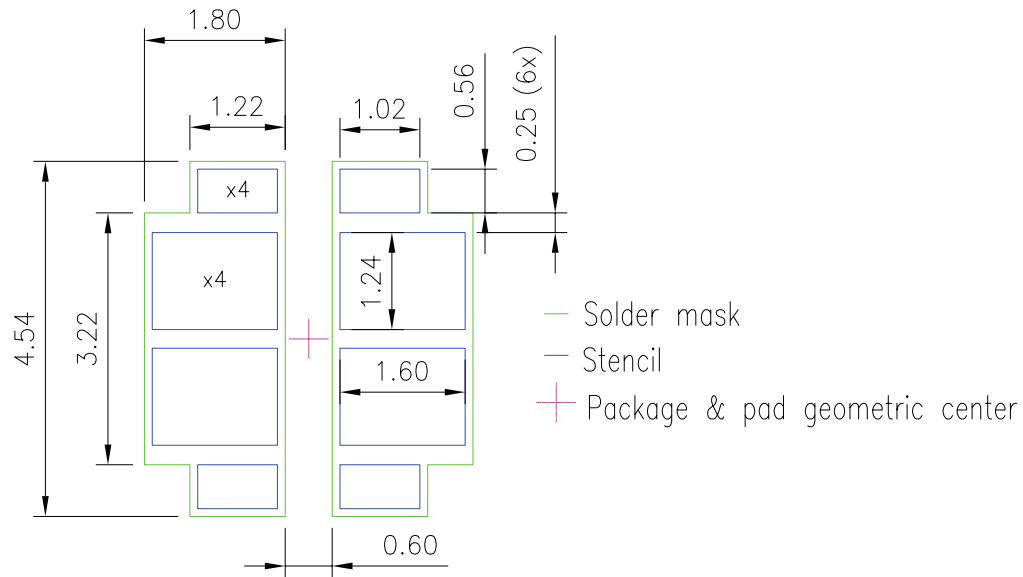 1.80
1.22
1.02
0.56
0.25 (6x)
x4
x4
1.24
4.54
3.22
1.60
0.60
Solder mask
Stencil
Package & pad geometric center